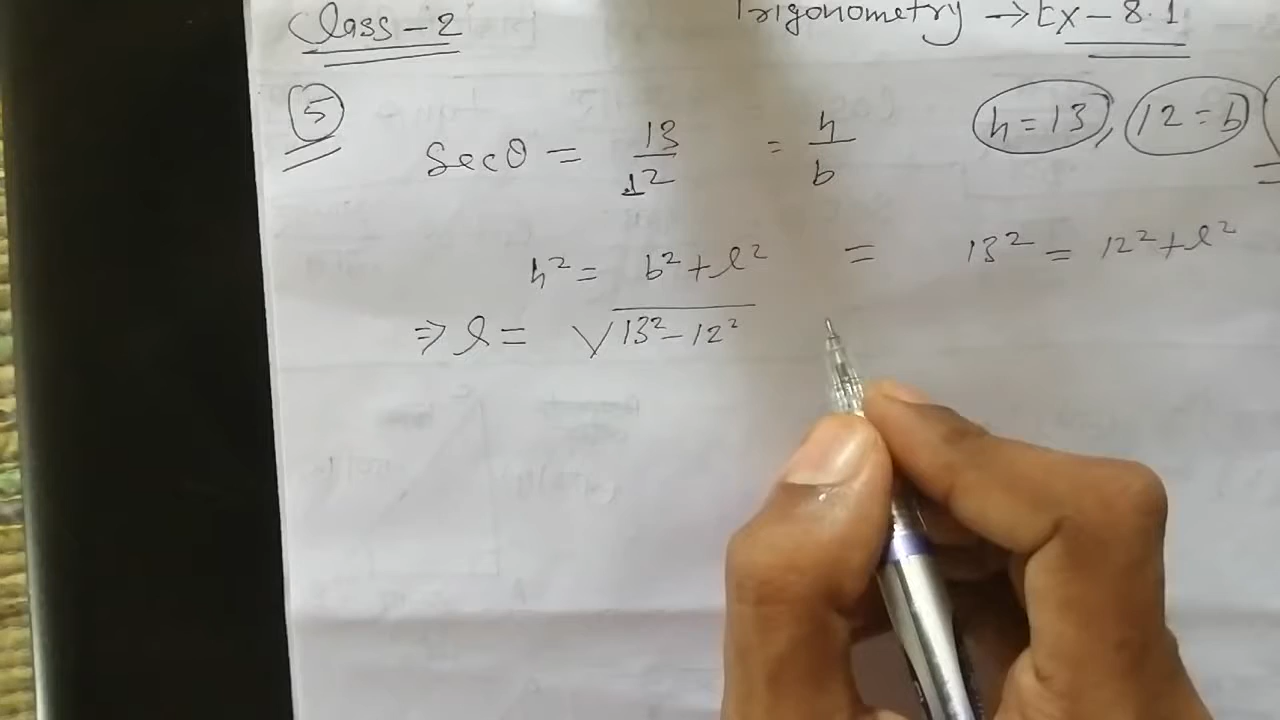 Class - 2
Trigonometry → Ex - 8.1
5
Secθ = 13/12 = h/b
h = 13, 12 = b
h² = b² + l² = 13² = 12² + l²
⇒ l = √13² - 12²